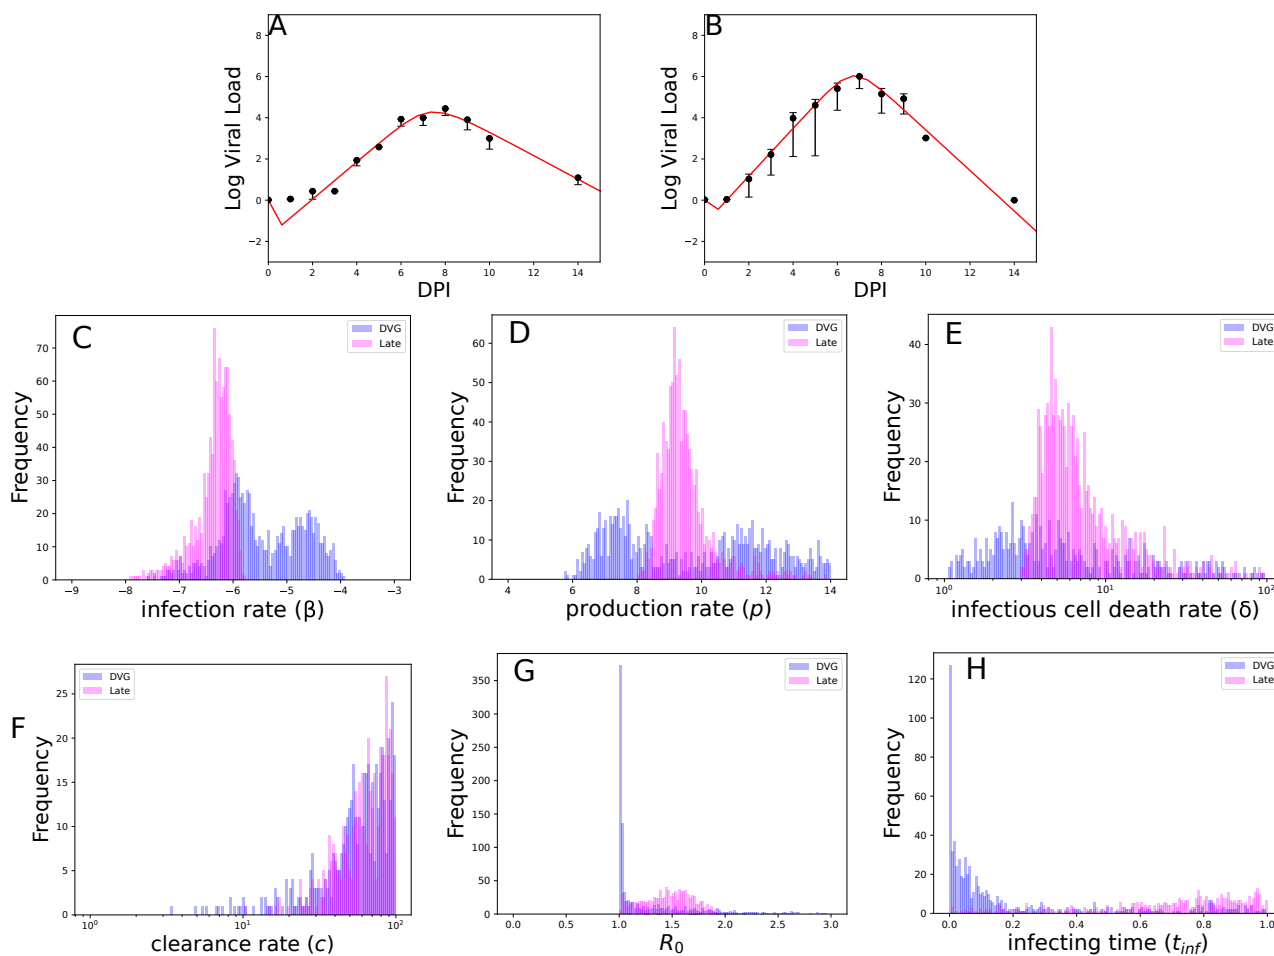 A
B
8
6
4
2
0
−2
Log Viral Load
0 2 4 6 8 10 12 14
DPI
8
6
4
2
0
−2
Log Viral Load
0 2 4 6 8 10 12 14
DPI
C
DVG
Late
70
60
50
40
30
20
10
0
Frequency
−9 −8 −7 −6 −5 −4 −3
infection rate (β)
D
DVG
Late
60
50
40
30
20
10
0
Frequency
4 6 8 10 12 14
production rate (p)
E
DVG
Late
40
30
20
10
0
Frequency
10⁰ 10¹ 10²
infectious cell death rate (δ)
F
DVG
Late
25
20
15
10
5
0
Frequency
10⁰ 10¹ 10²
clearance rate (c)
G
DVG
Late
350
300
250
200
150
100
50
0
Frequency
0.0 0.5 1.0 1.5 2.0 2.5 3.0
R₀
H
DVG
Late
120
100
80
60
40
20
0
Frequency
0.0 0.2 0.4 0.6 0.8 1.0
infecting time (t_inf)